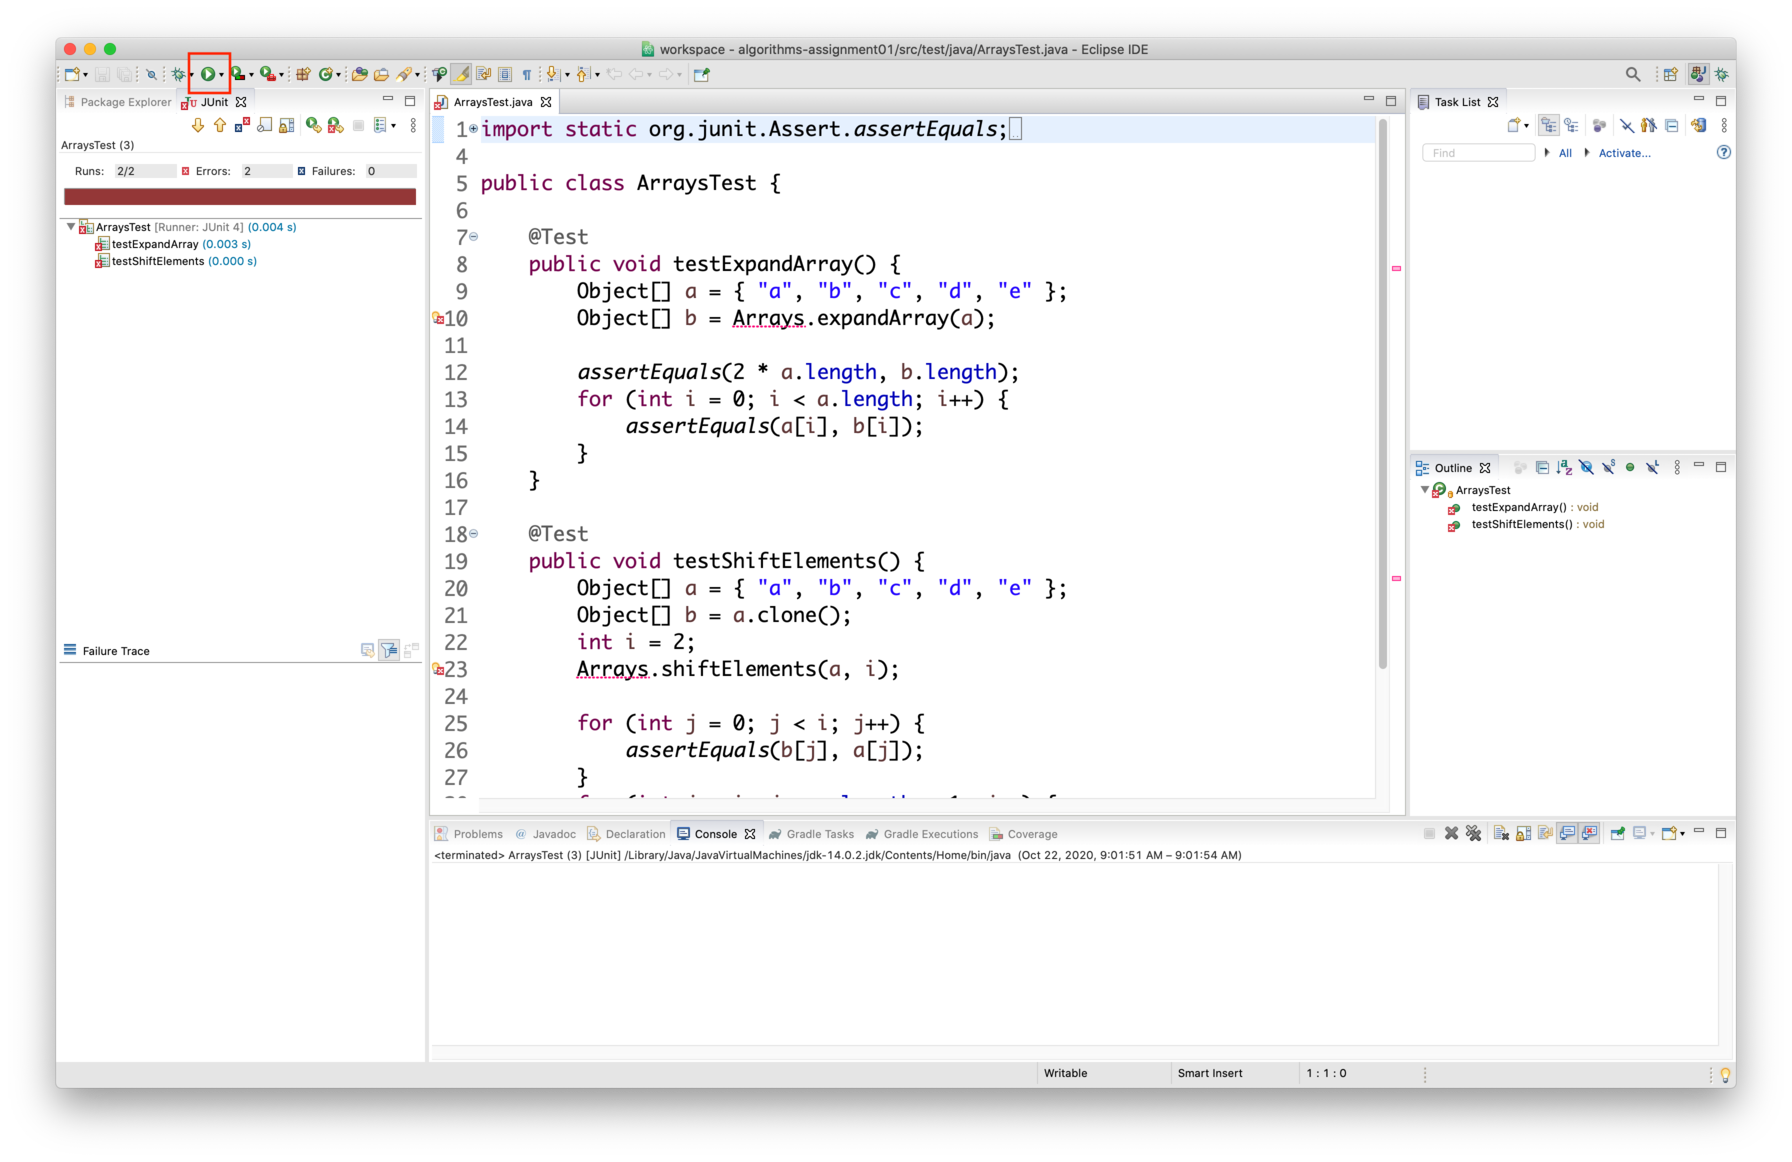 workspace - algorithms-assignment01/src/test/java/ArraysTest.java - Eclipse IDE
Package Explorer JUnit
ArraysTest (3)
Runs: 2/2 Errors: 2 Failures: 0
ArraysTest [Runner: JUnit 4] (0.004 s)
testExpandArray (0.003 s)
testShiftElements (0.000 s)
Failure Trace
ArraysTest.java
1 import static org.junit.Assert.assertEquals;
4
5 public class ArraysTest {
6
7 @Test
8 public void testExpandArray() {
9 Object[] a = { "a", "b", "c", "d", "e" };
10 Object[] b = Arrays.expandArray(a);
11
12 assertEquals(2 * a.length, b.length);
13 for (int i = 0; i < a.length; i++) {
14 assertEquals(a[i], b[i]);
15 }
16 }
17
18 @Test
19 public void testShiftElements() {
20 Object[] a = { "a", "b", "c", "d", "e" };
21 Object[] b = a.clone();
22 int i = 2;
23 Arrays.shiftElements(a, i);
24
25 for (int j = 0; j < i; j++) {
26 assertEquals(b[j], a[j]);
27 }
Task List
Find All Activate...
Outline
ArraysTest
testExpandArray() : void
testShiftElements() : void
Problems Javadoc Declaration Console Gradle Tasks Gradle Executions Coverage
<terminated> ArraysTest (3) [JUnit] /Library/Java/JavaVirtualMachines/jdk-14.0.2.jdk/Contents/Home/bin/java (Oct 22, 2020, 9:01:51 AM – 9:01:54 AM)
Writable Smart Insert 1 : 1 : 0